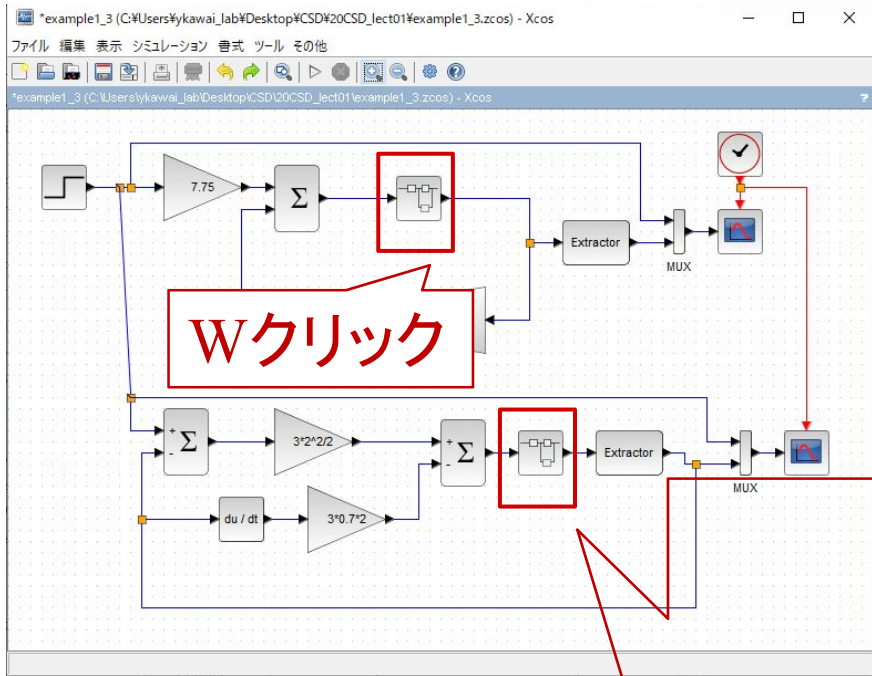 *example1_3 (C:¥Users¥ykawai_lab¥Desktop¥CSD¥20CSD_lect01¥example1_3.zcos) - Xcos
ファイル 編集 表示 シミュレーション 書式 ツール その他
*example1_3 (C:\Users\ykawai_lab\Desktop\CSD\20CSD_lect01\example1_3.zcos) - Xcos ?
7.75
Σ
Extractor
MUX
Wクリック
+
-
Σ
3*2^2/2
+
-
Σ
Extractor
MUX
du / dt
3*0.7*2